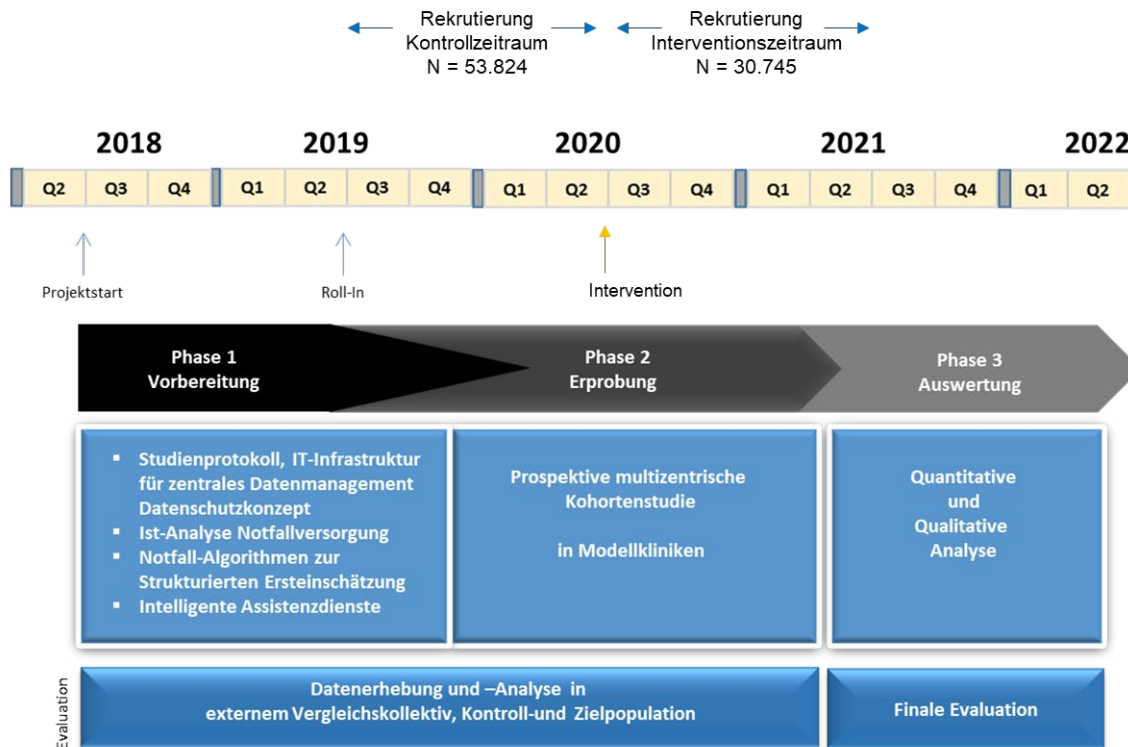 Rekrutierung
Kontrollzeitraum
N = 53.824
Rekrutierung
Interventionszeitraum
N = 30.745
2018 2019 2020 2021 2022
Q2 Q3 Q4 Q1 Q2 Q3 Q4 Q1 Q2 Q3 Q4 Q1 Q2 Q3 Q4 Q1 Q2
Projektstart Roll-In Intervention
Phase 1
Vorbereitung
Phase 2
Erprobung
Phase 3
Auswertung
▪ Studienprotokoll, IT-Infrastruktur
für zentrales Datenmanagement
Datenschutzkonzept
▪ Ist-Analyse Notfallversorgung
▪ Notfall-Algorithmen zur
Strukturierten Ersteinschätzung
▪ Intelligente Assistenzdienste
Prospektive multizentrische
Kohortenstudie
in Modellkliniken
Quantitative
und
Qualitative
Analyse
Evaluation
Datenerhebung und –Analyse in
externem Vergleichskollektiv, Kontroll-und Zielpopulation
Finale Evaluation